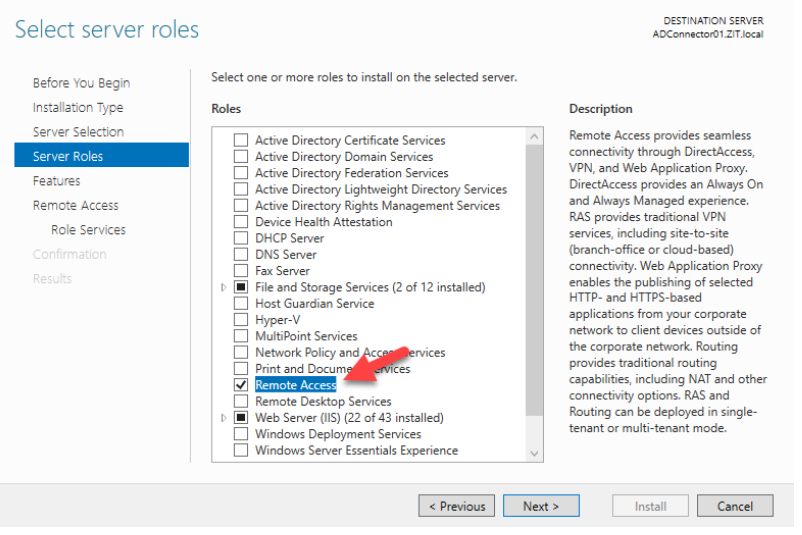 Select server roles
DESTINATION SERVER
ADConnector01.ZIT.local
Before You Begin
Installation Type
Server Selection
Server Roles
Features
Remote Access
Role Services
Confirmation
Results
Select one or more roles to install on the selected server.
Roles
Active Directory Certificate Services
Active Directory Domain Services
Active Directory Federation Services
Active Directory Lightweight Directory Services
Active Directory Rights Management Services
Device Health Attestation
DHCP Server
DNS Server
Fax Server
File and Storage Services (2 of 12 installed)
Host Guardian Service
Hyper-V
MultiPoint Services
Network Policy and Access Services
Print and Document Services
Remote Access
Remote Desktop Services
Web Server (IIS) (22 of 43 installed)
Windows Deployment Services
Windows Server Essentials Experience
Description
Remote Access provides seamless
connectivity through DirectAccess,
VPN, and Web Application Proxy.
DirectAccess provides an Always On
and Always Managed experience.
RAS provides traditional VPN
services, including site-to-site
(branch-office or cloud-based)
connectivity. Web Application Proxy
enables the publishing of selected
HTTP- and HTTPS-based
applications from your corporate
network to client devices outside of
the corporate network. Routing
provides traditional routing
capabilities, including NAT and other
connectivity options. RAS and
Routing can be deployed in single-
tenant or multi-tenant mode.
< Previous
Next >
Install
Cancel